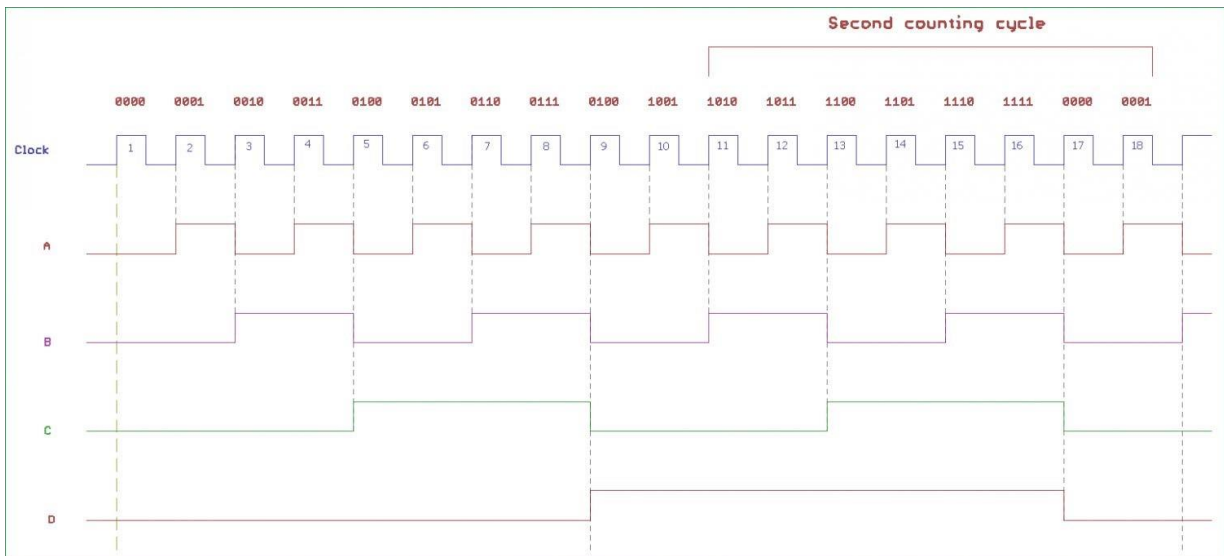 Second counting cycle
0000 0001 0010 0011 0100 0101 0110 0111 0100 1001 1010 1011 1100 1101 1110 1111 0000 0001
Clock 1 2 3 4 5 6 7 8 9 10 11 12 13 14 15 16 17 18
A
B
C
D